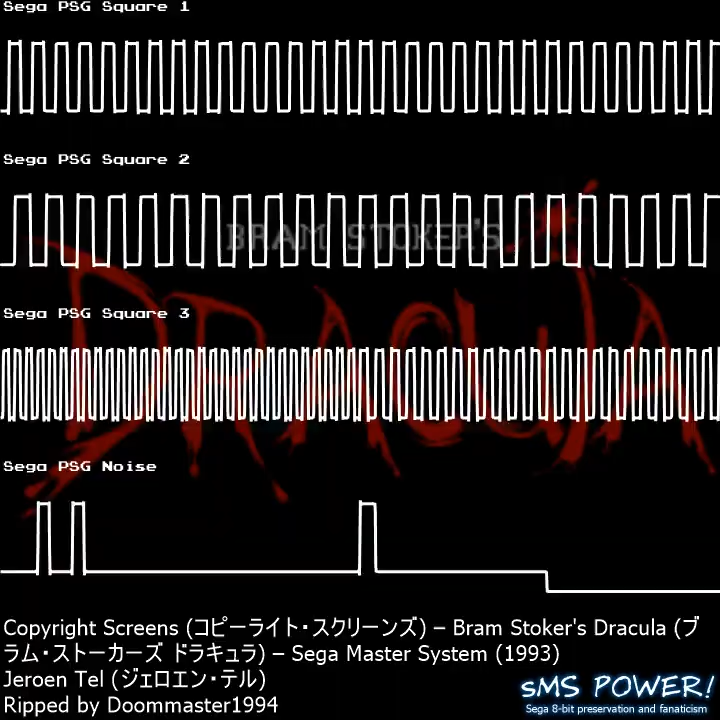 Sega PSG Square 1
Sega PSG Square 2
BRAM STOKER'S
DRACULA
Sega PSG Square 3
Sega PSG Noise
Copyright Screens (コピーライト・スクリーンズ) – Bram Stoker's Dracula (ブ
ラム・ストーカーズ ドラキュラ) – Sega Master System (1993)
Jeroen Tel (ジェロエン・テル)
Ripped by Doommaster1994
SMS POWER!
Sega 8-bit preservation and fanaticism